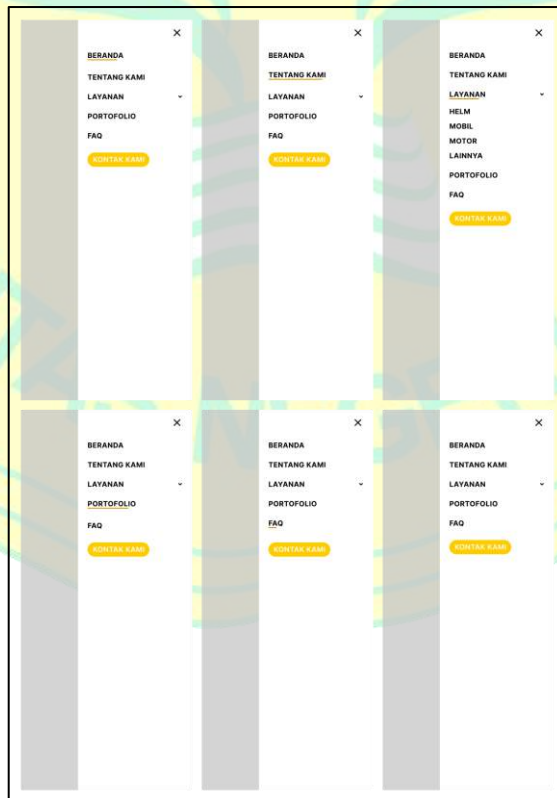 BERANDA
TENTANG KAMI
LAYANAN
PORTOFOLIO
FAQ
KONTAK KAMI
BERANDA
TENTANG KAMI
LAYANAN
PORTOFOLIO
FAQ
KONTAK KAMI
BERANDA
TENTANG KAMI
LAYANAN
HELM
MOBIL
MOTOR
LAINNYA
PORTOFOLIO
FAQ
KONTAK KAMI
BERANDA
TENTANG KAMI
LAYANAN
PORTOFOLIO
FAQ
KONTAK KAMI
BERANDA
TENTANG KAMI
LAYANAN
PORTOFOLIO
FAQ
KONTAK KAMI
BERANDA
TENTANG KAMI
LAYANAN
PORTOFOLIO
FAQ
KONTAK KAMI